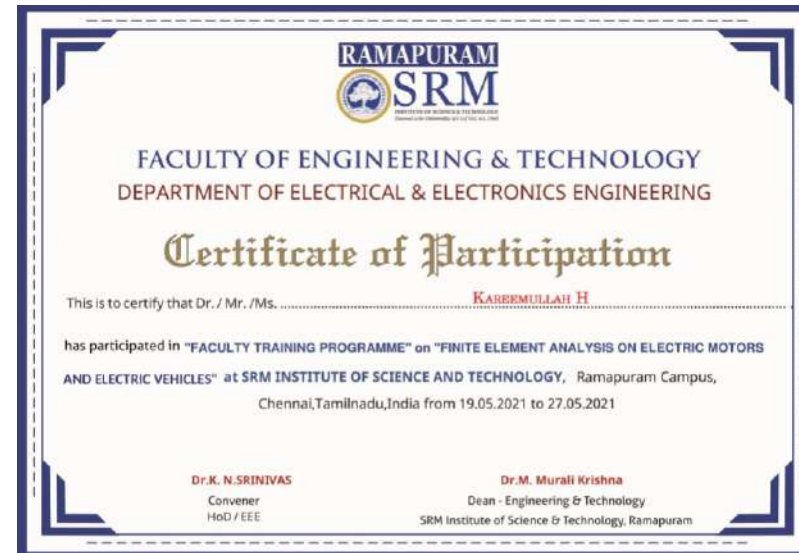 RAMAPURAM
SRM
INSTITUTE OF SCIENCE & TECHNOLOGY
FACULTY OF ENGINEERING & TECHNOLOGY
DEPARTMENT OF ELECTRICAL & ELECTRONICS ENGINEERING
Certificate of Participation
This is to certify that Dr. / Mr. /Ms. KAREEMULLAH H
has participated in "FACULTY TRAINING PROGRAMME" on "FINITE ELEMENT ANALYSIS ON ELECTRIC MOTORS
AND ELECTRIC VEHICLES" at SRM INSTITUTE OF SCIENCE AND TECHNOLOGY, Ramapuram Campus,
Chennai,Tamilnadu,India from 19.05.2021 to 27.05.2021
Dr.K. N.SRINIVAS
Convener
HoD / EEE
Dr.M. Murali Krishna
Dean - Engineering & Technology
SRM Institute of Science & Technology, Ramapuram